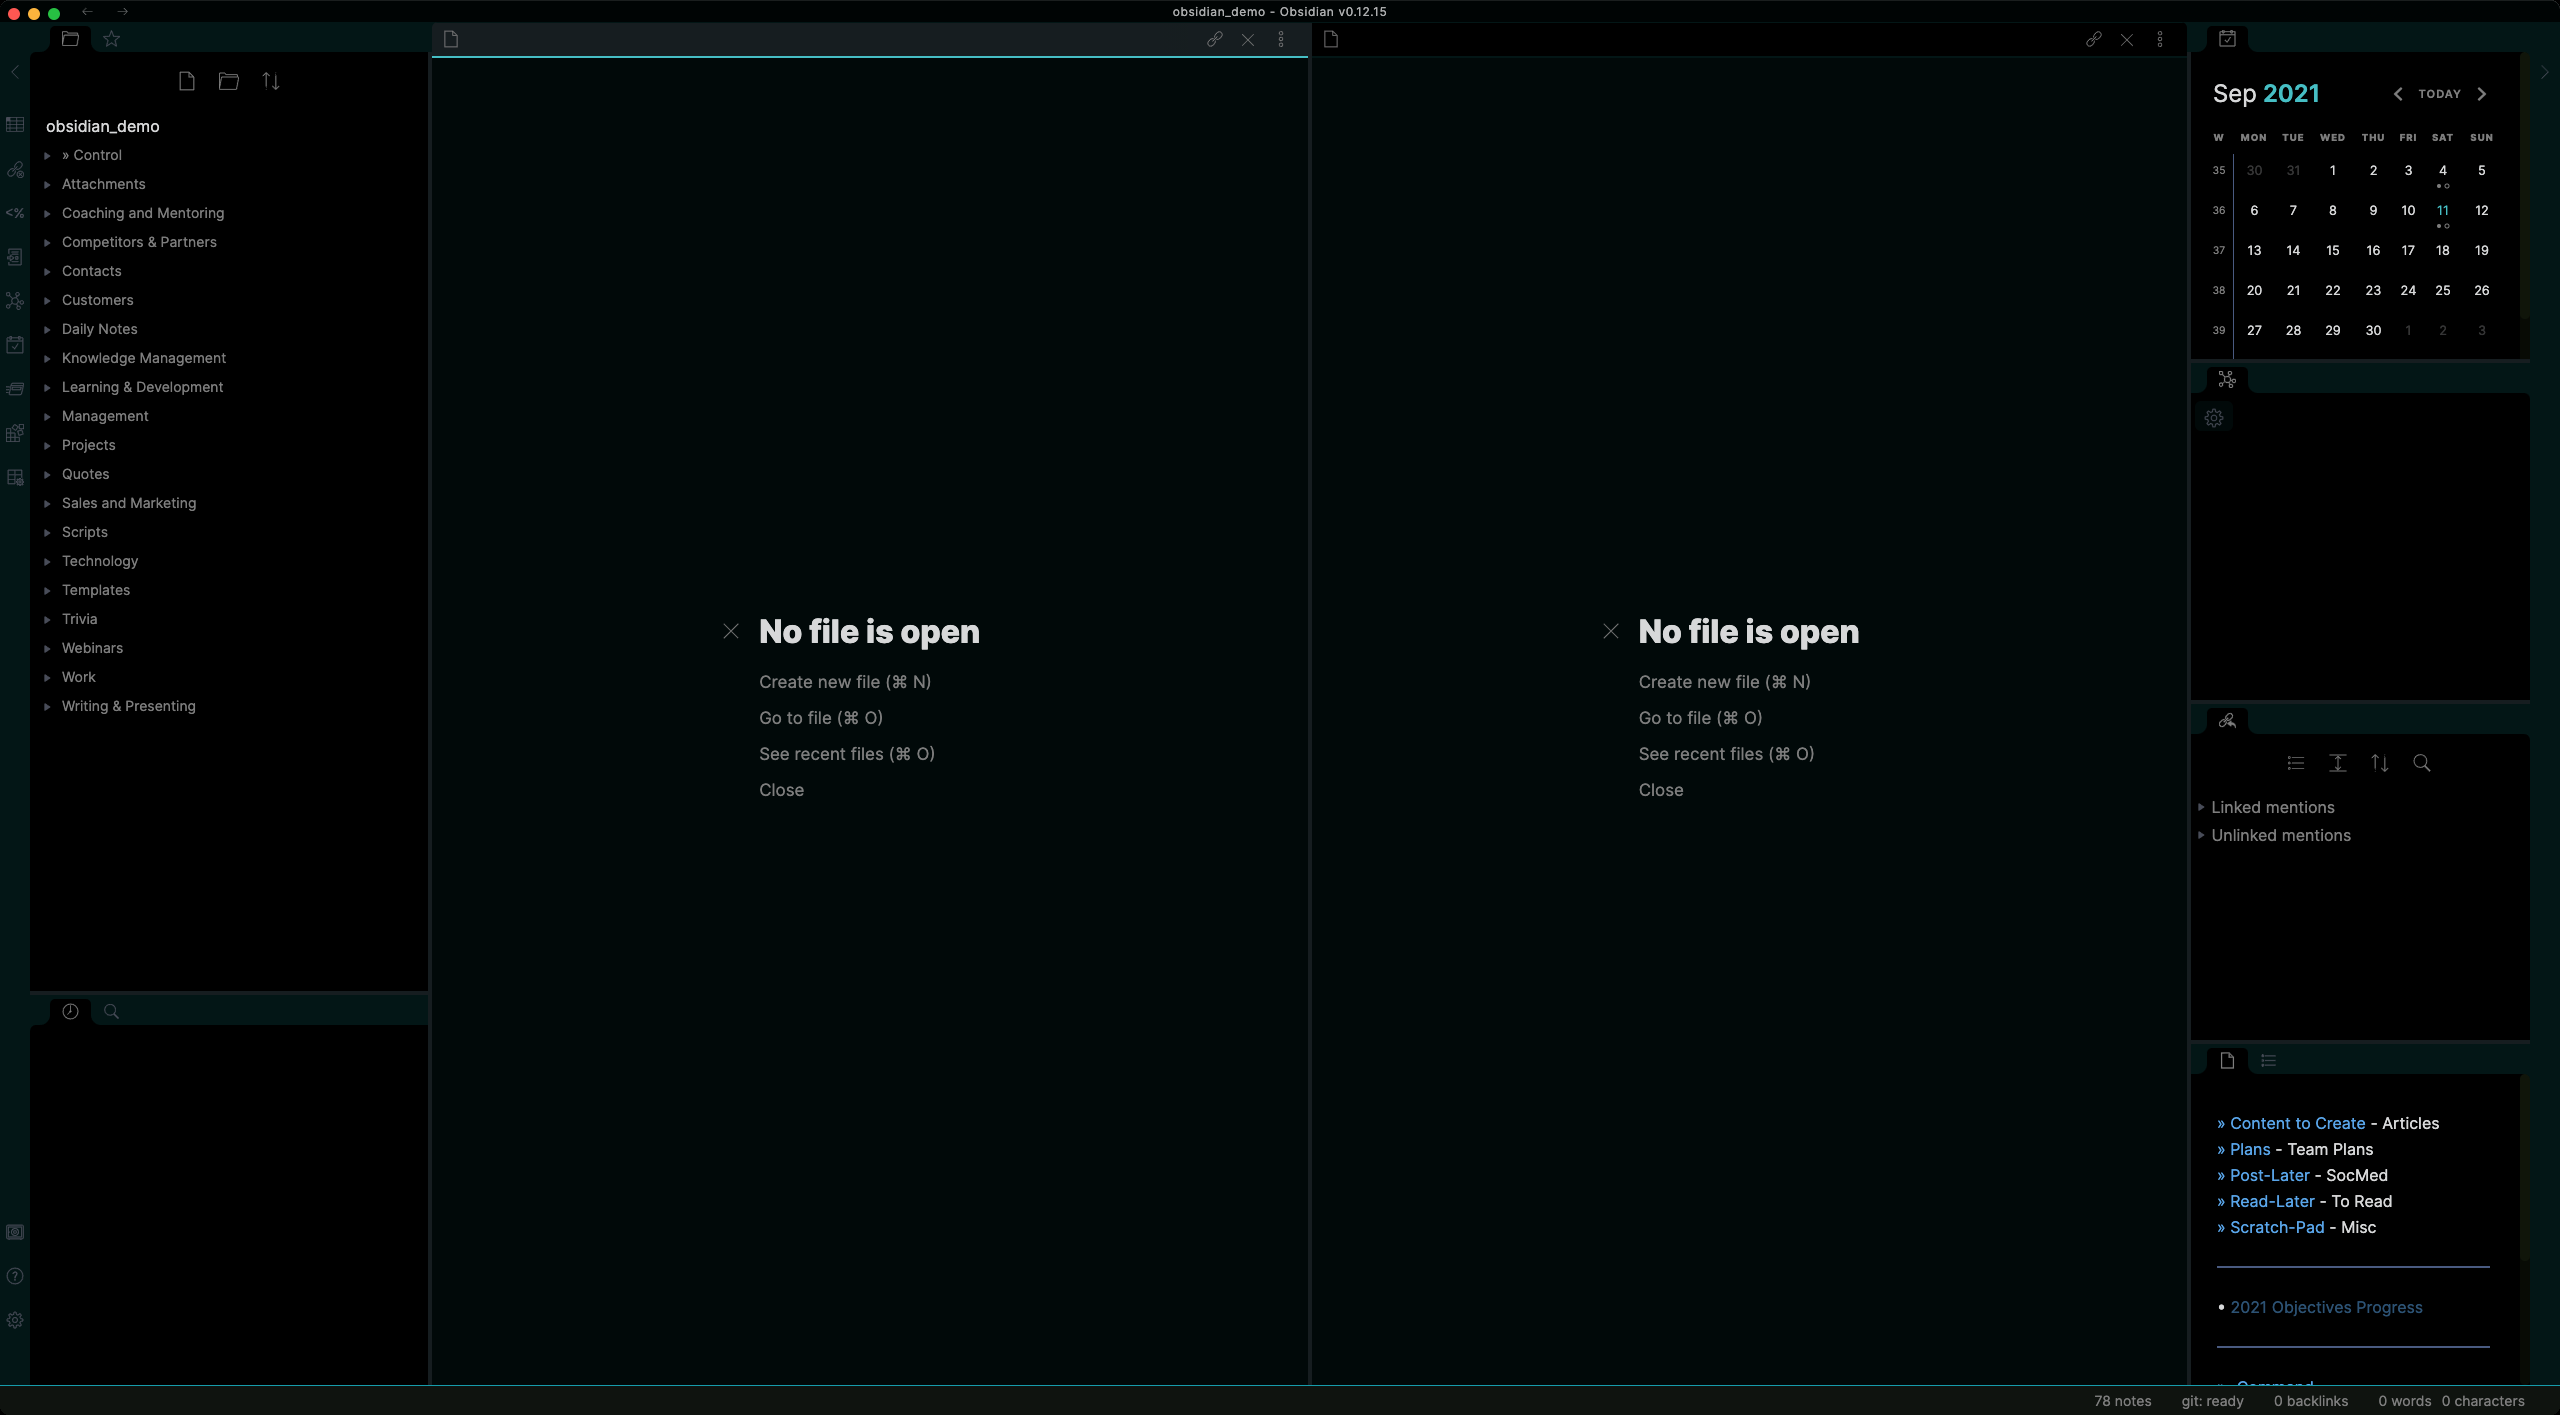 obsidian_demo - Obsidian v0.12.15
obsidian_demo
» Control
Attachments
Coaching and Mentoring
Competitors & Partners
Contacts
Customers
Daily Notes
Knowledge Management
Learning & Development
Management
Projects
Quotes
Sales and Marketing
Scripts
Technology
Templates
Trivia
Webinars
Work
Writing & Presenting
No file is open
Create new file (⌘ N)
Go to file (⌘ O)
See recent files (⌘ O)
Close
No file is open
Create new file (⌘ N)
Go to file (⌘ O)
See recent files (⌘ O)
Close
Sep 2021
TODAY
W MON TUE WED THU FRI SAT SUN
35 30 31 1 2 3 4 5
36 6 7 8 9 10 11 12
37 13 14 15 16 17 18 19
38 20 21 22 23 24 25 26
39 27 28 29 30 1 2 3
Linked mentions
Unlinked mentions
» Content to Create - Articles
» Plans - Team Plans
» Post-Later - SocMed
» Read-Later - To Read
» Scratch-Pad - Misc
• 2021 Objectives Progress
78 notes git: ready 0 backlinks 0 words 0 characters